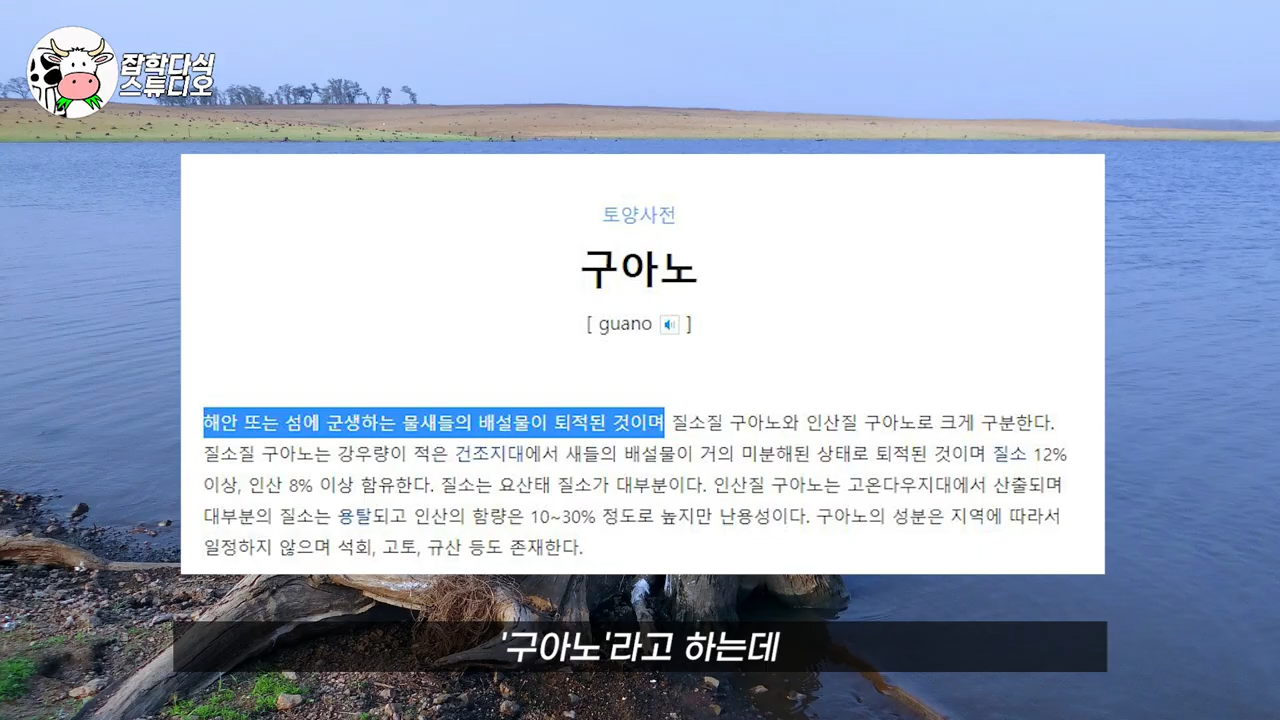 잡학다식
스튜디오
토양사전
구아노
[ guano ]
해안 또는 섬에 군생하는 물새들의 배설물이 퇴적된 것이며 질소질 구아노와 인산질 구아노로 크게 구분한다.
질소질 구아노는 강우량이 적은 건조지대에서 새들의 배설물이 거의 미분해된 상태로 퇴적된 것이며 질소 12%
이상, 인산 8% 이상 함유한다. 질소는 요산태 질소가 대부분이다. 인산질 구아노는 고온다우지대에서 산출되며
대부분의 질소는 용탈되고 인산의 함량은 10~30% 정도로 높지만 난용성이다. 구아노의 성분은 지역에 따라서
일정하지 않으며 석회, 고토, 규산 등도 존재한다.
'구아노'라고 하는데